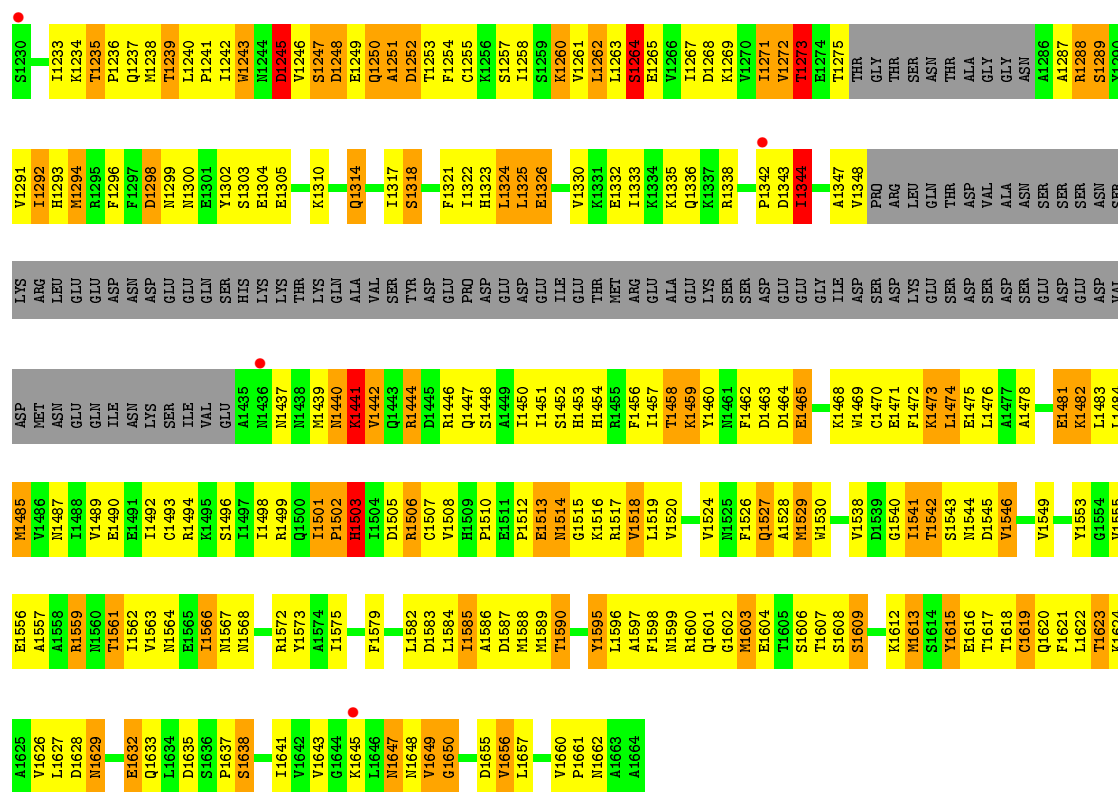 S1230 I1233 K1234 T1235 P1236 Q1237 M1238 T1239 L1240 P1241 I1242 W1243 N1244 D1245 V1246 S1247 D1248 E1249 Q1250 A1251 D1252 T1253 F1254 C1255 K1256 S1257 I1258 S1259 K1260 V1261 L1262 L1263 S1264 E1265 V1266 I1267 D1268 K1269 V1270 I1271 V1272 T1273 E1274 T1275 THR GLY THR SER ASN THR ALA GLY GLY ASN A1286 A1287 R1288 S1289 Y1290
V1291 I1292 H1293 M1294 R1295 F1296 F1297 D1298 N1299 N1300 E1301 Y1302 S1303 E1304 E1305 K1310 Q1314 I1317 S1318 F1321 I1322 H1323 L1324 L1325 E1326 V1330 K1331 E1332 I1333 K1334 K1335 Q1336 K1337 R1338 P1342 D1343 I1344 A1347 V1348 PRO ARG LEU GLN THR ASP VAL ALA ASN SER SER SER ASN SER
LYS ARG LEU GLU GLU ASP ASN ASP GLU GLU GLN SER HIS LYS LYS THR LYS GLN ALA VAL SER TYR ASP GLU PRO ASP GLU ASP GLU ILE GLU THR MET ARG GLU ALA GLU LYS SER SER ASP GLU GLU GLY ILE ASP SER ASP LYS GLU SER ASP SER ASP SER GLU ASP GLU ASP VAL
ASP MET ASN GLU GLN ILE ASN LYS SER ILE VAL GLU A1435 N1436 N1437 N1438 M1439 N1440 K1441 V1442 Q1443 R1444 D1445 R1446 Q1447 S1448 A1449 I1450 I1451 S1452 H1453 H1454 R1455 F1456 I1457 T1458 K1459 Y1460 N1461 F1462 D1463 D1464 E1465 K1468 W1469 C1470 E1471 F1472 K1473 L1474 E1475 L1476 A1477 A1478 E1481 K1482 L1483 L1484
M1485 V1486 N1487 I1488 V1489 E1490 E1491 I1492 C1493 R1494 K1495 S1496 I1497 I1498 R1499 Q1500 I1501 P1502 H1503 I1504 D1505 R1506 C1507 V1508 H1509 P1510 E1511 P1512 E1513 N1514 G1515 K1516 R1517 V1518 L1519 V1520 V1524 N1525 F1526 Q1527 A1528 M1529 W1530 V1538 D1539 G1540 I1541 T1542 S1543 N1544 D1545 V1546 V1549 Y1553 G1554 V1555
E1556 A1557 A1558 R1559 N1560 T1561 I1562 V1563 N1564 E1565 I1566 N1567 N1568 R1572 Y1573 A1574 I1575 F1579 L1582 D1583 L1584 I1585 A1586 D1587 M1588 M1589 T1590 Y1595 L1596 A1597 F1598 N1599 R1600 Q1601 G1602 M1603 E1604 T1605 S1606 T1607 S1608 S1609 K1612 M1613 S1614 Y1615 E1616 T1617 T1618 C1619 Q1620 F1621 L1622 T1623 K1624
A1625 V1626 L1627 D1628 N1629 E1632 Q1633 L1634 D1635 S1636 P1637 S1638 I1641 V1642 V1643 G1644 K1645 L1646 N1647 N1648 V1649 G1650 D1655 V1656 L1657 V1660 P1661 N1662 A1663 A1664